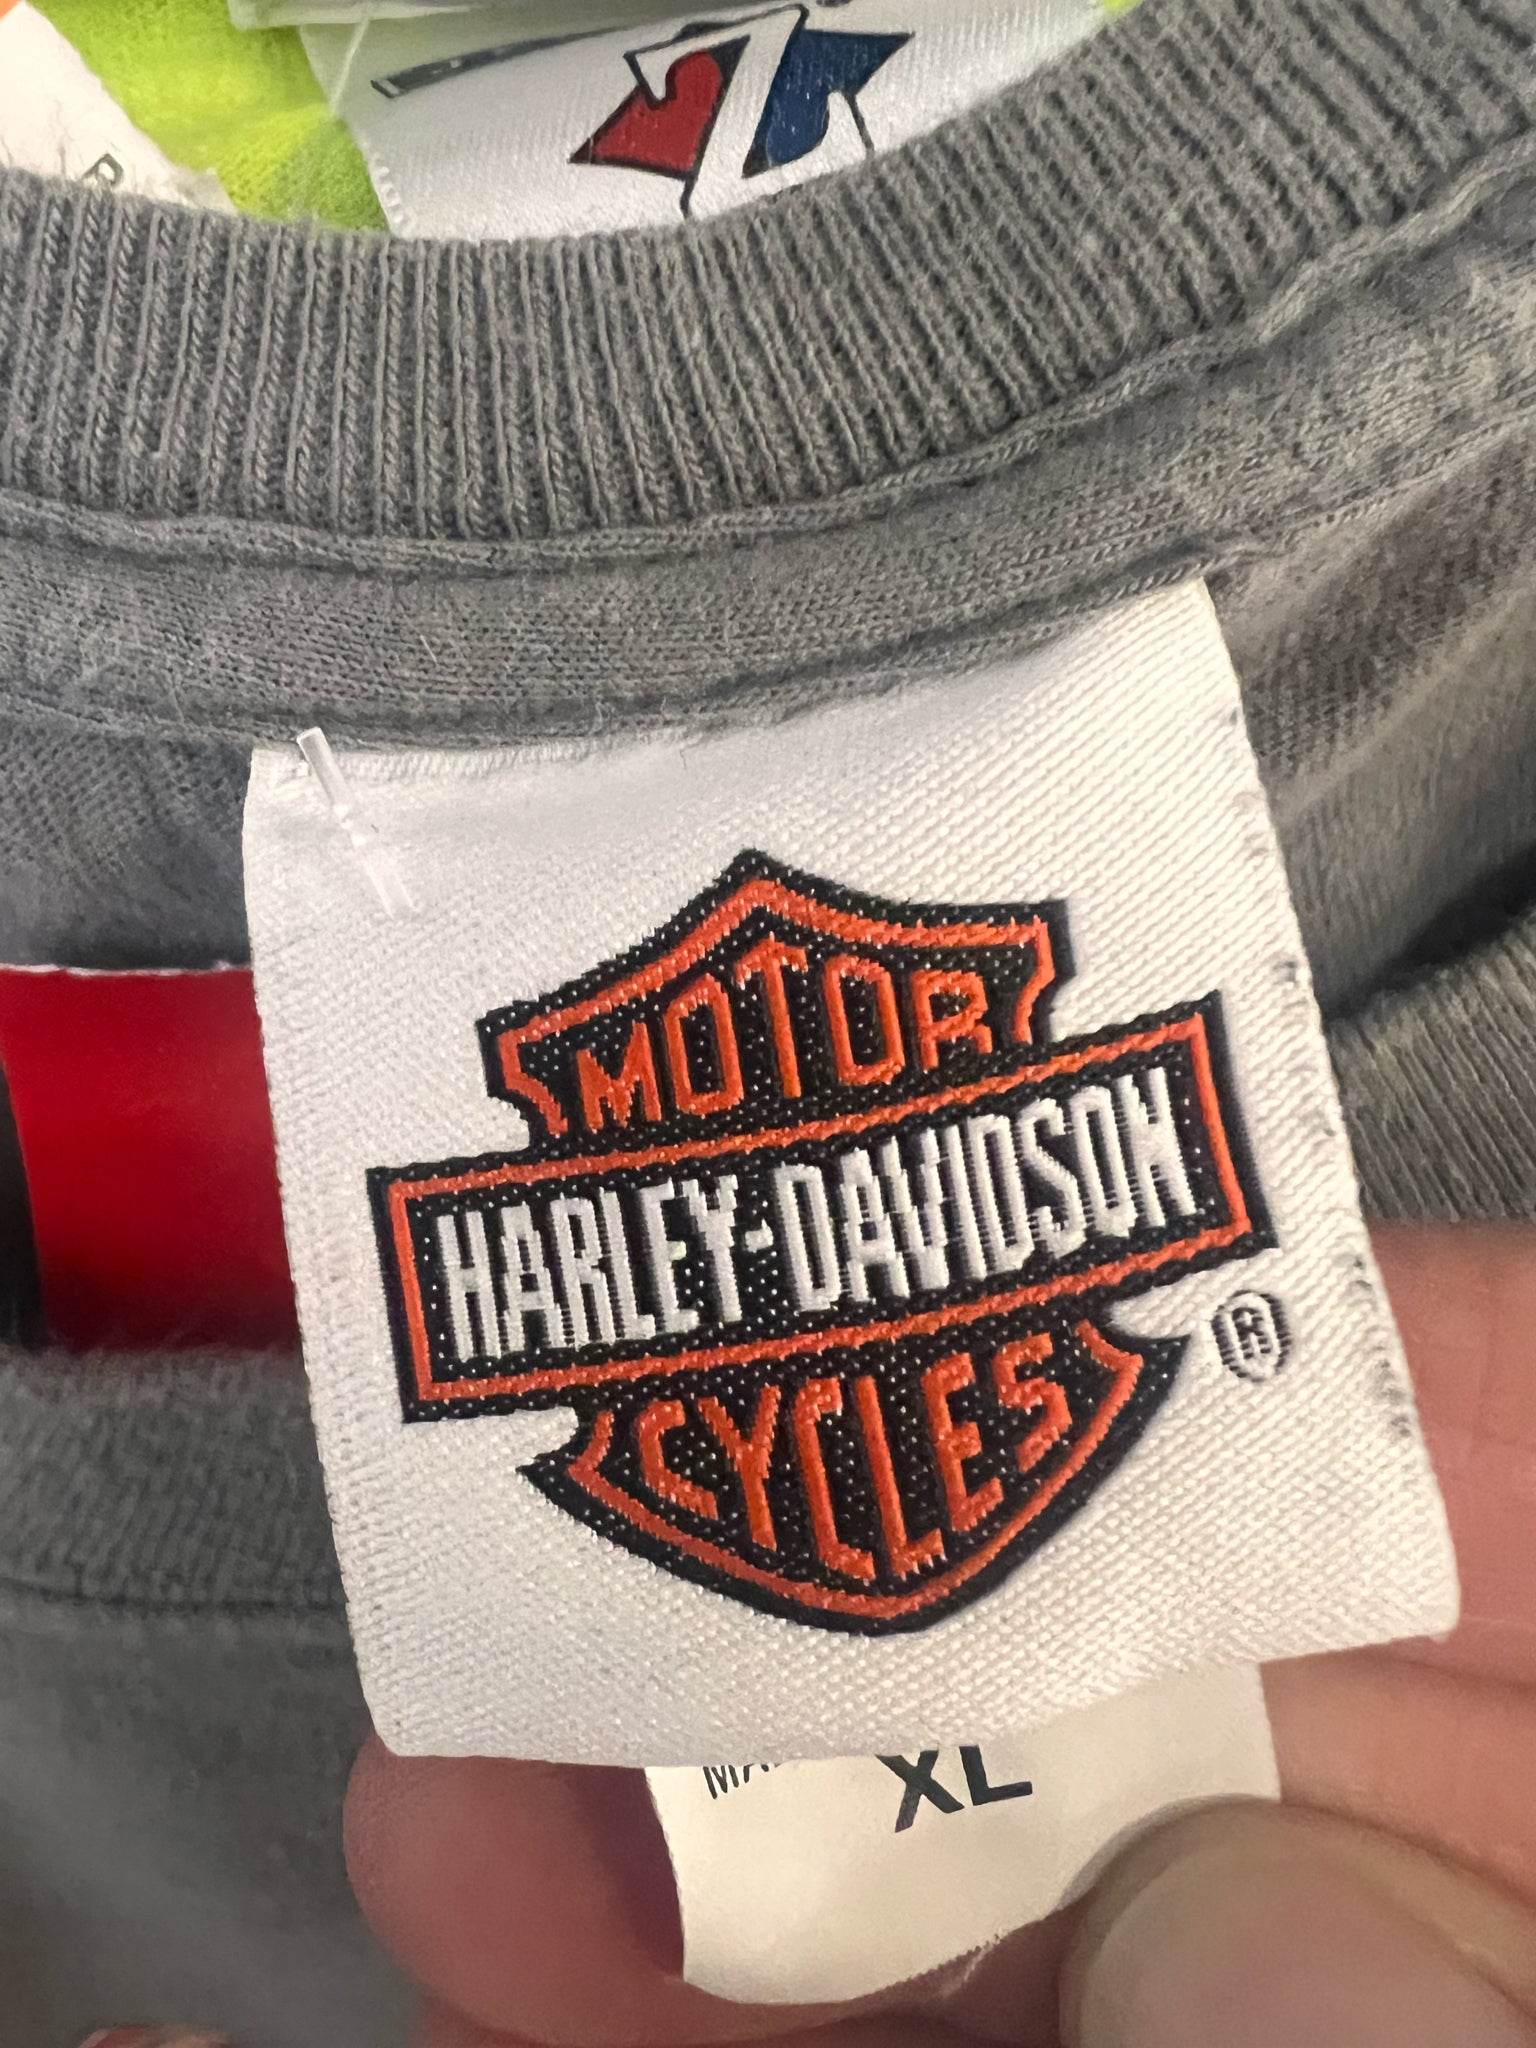 MOTOR
HARLEY-DAVIDSON
CYCLES
®
XL